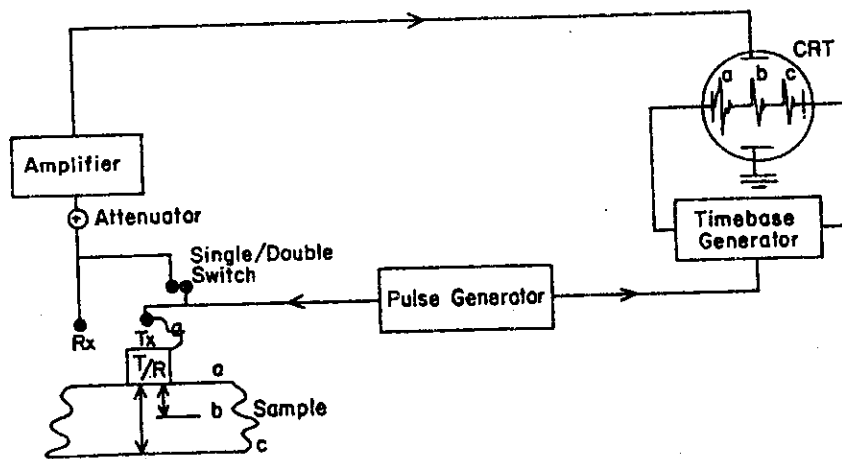 CRT
a b c
Amplifier
Attenuator
Timebase
Generator
Single/Double
Switch
Pulse Generator
Rx
Tx
T/R
a
b
Sample
c